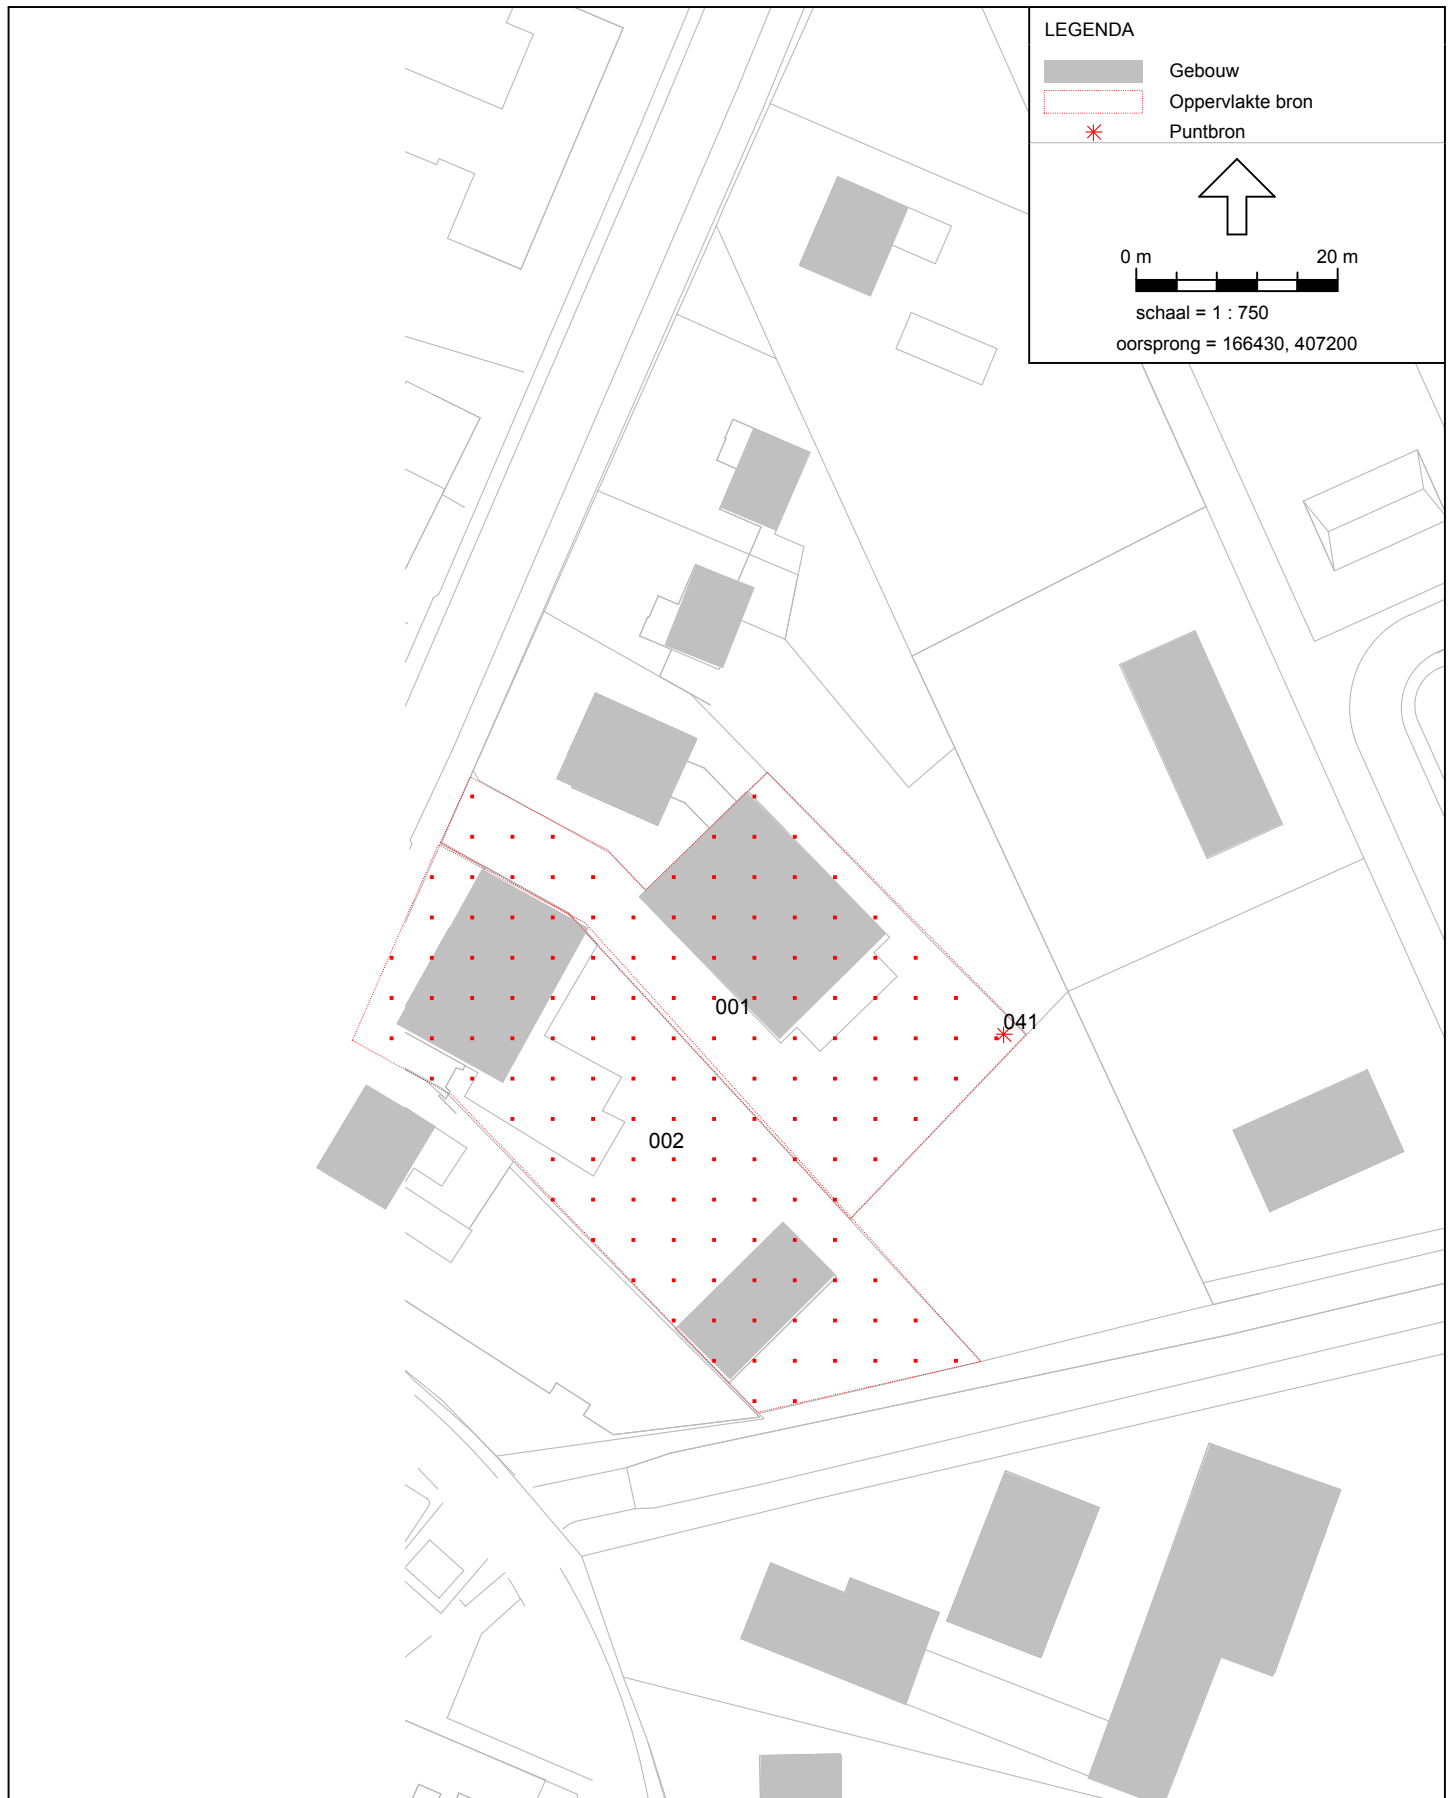 LEGENDA
Gebouw
Oppervlakte bron
Puntbron
0 m 20 m
schaal = 1 : 750
oorsprong = 166430, 407200
001
041
002